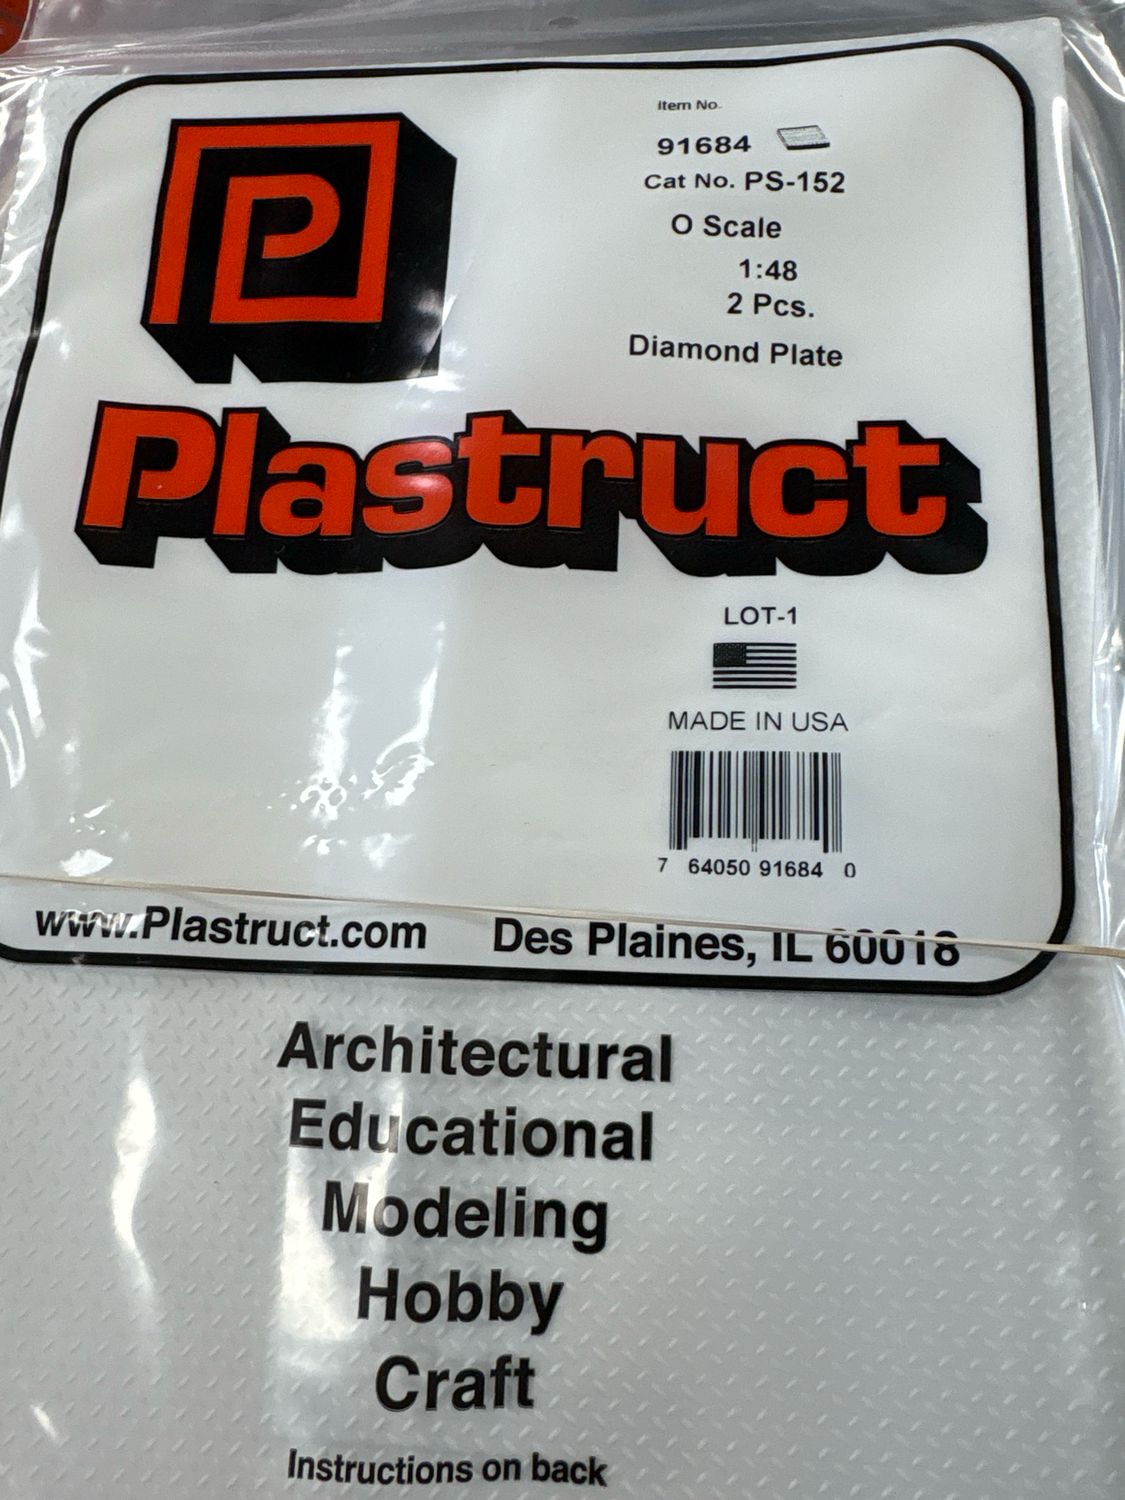 Item No.
91684
Cat No. PS-152
O Scale
1:48
2 Pcs.
Diamond Plate
P
Plastruct
LOT-1
MADE IN USA
7 64050 91684 0
www.Plastruct.com Des Plaines, IL 60018
Architectural
Educational
Modeling
Hobby
Craft
Instructions on back